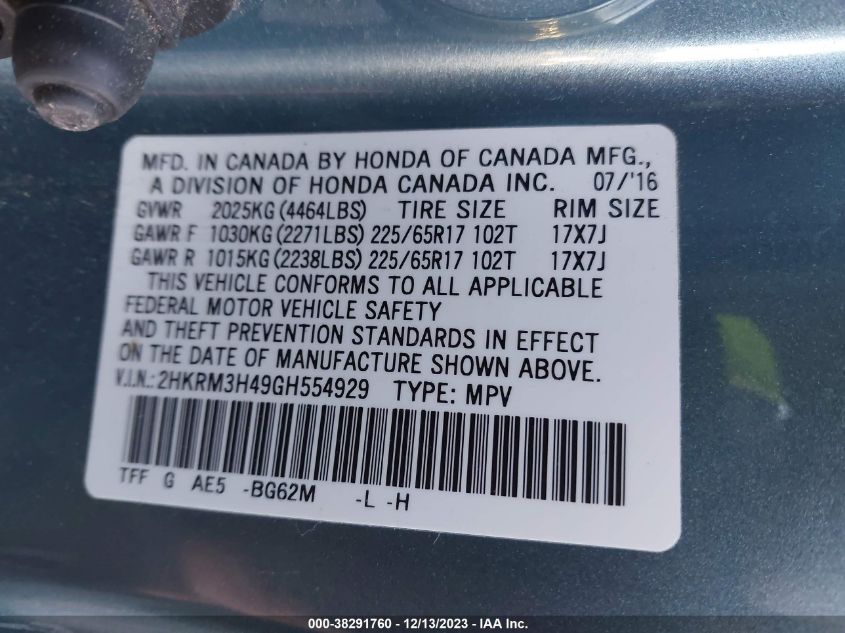 MFD. IN CANADA BY HONDA OF CANADA MFG.,
A DIVISION OF HONDA CANADA INC. 07/'16
GVWR 2025KG (4464LBS) TIRE SIZE RIM SIZE
GAWR F 1030KG (2271LBS) 225/65R17 102T 17X7J
GAWR R 1015KG (2238LBS) 225/65R17 102T 17X7J
THIS VEHICLE CONFORMS TO ALL APPLICABLE
FEDERAL MOTOR VEHICLE SAFETY
AND THEFT PREVENTION STANDARDS IN EFFECT
ON THE DATE OF MANUFACTURE SHOWN ABOVE.
V.I.N.: 2HKRM3H49GH554929 TYPE: MPV
TFF G AE5 -BG62M -L -H
000-38291760 - 12/13/2023 - IAA Inc.